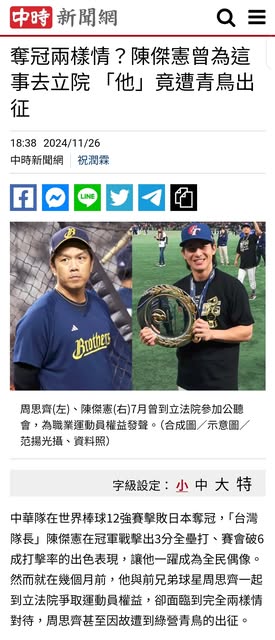 中時 新聞網
奪冠兩樣情？陳傑憲曾為這
事去立院 「他」竟遭青鳥出
征
18:38 2024/11/26
中時新聞網 祝潤霖
LINE
B
Brothers
周思齊(左)、陳傑憲(右)7月曾到立法院參加公聽
會，為職業運動員權益發聲。（合成圖／示意圖／
范揚光攝、資料照）
字級設定： 小 中 大 特
中華隊在世界棒球12強賽擊敗日本奪冠，「台灣
隊長」陳傑憲在冠軍戰擊出3分全壘打、賽會破6
成打擊率的出色表現，讓他一躍成為全民偶像。
然而就在幾個月前，他與前兄弟球星周思齊一起
到立法院爭取運動員權益，卻面臨到完全兩樣情
對待，周思齊甚至因故遭到綠營青鳥的出征。